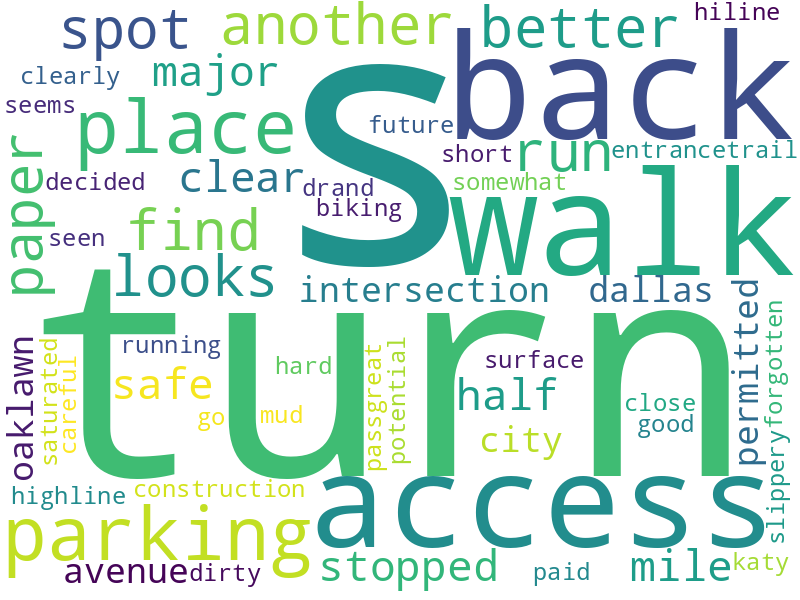 hiline
spot
another
better
back
major
clearly
seems
place
s
future
short
run
entrancetrail
paper
decided
clear
drand
biking
somewhat
walk
seen
find
looks
intersection
dallas
turn
permitted
forgotten
slippery
oaklawn
saturated
careful
running
safe
hard
go
mud
passgreat
potential
surface
half
close
good
city
highline
construction
access
parking
avenue
dirty
stopped
paid
mile
katy